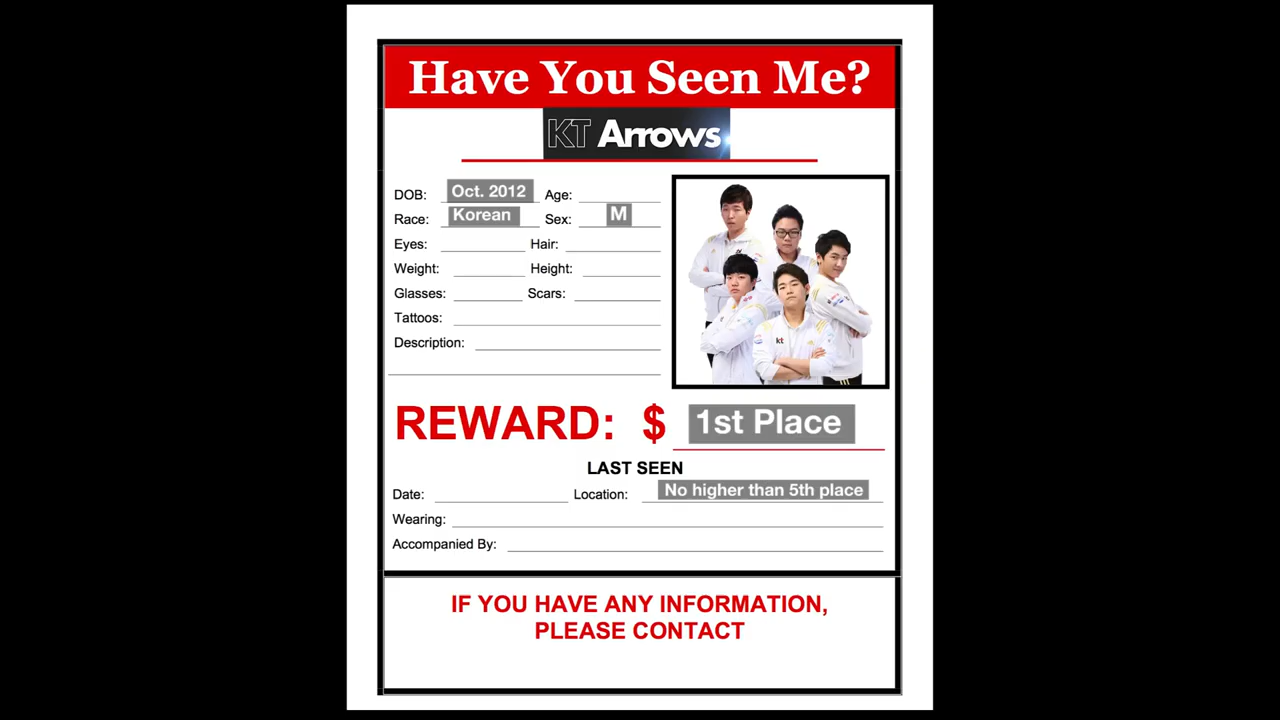 Have You Seen Me?
KT Arrows
DOB: Oct. 2012 Age:
Race: Korean Sex: M
Eyes: Hair:
Weight: Height:
Glasses: Scars:
Tattoos:
Description:
kt
REWARD: $ 1st Place
LAST SEEN
Date: Location: No higher than 5th place
Wearing:
Accompanied By:
IF YOU HAVE ANY INFORMATION,
PLEASE CONTACT